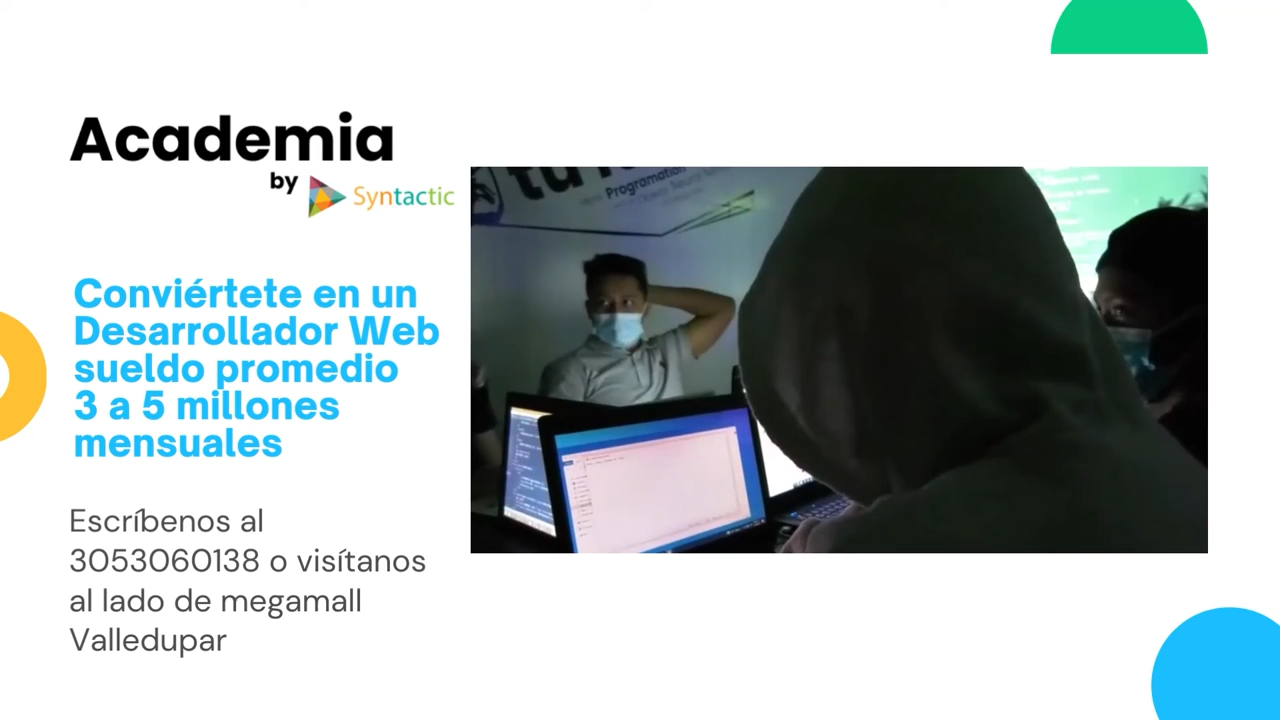 Academia
by Syntactic
Conviértete en un
Desarrollador Web
sueldo promedio
3 a 5 millones
mensuales
Escríbenos al
3053060138 o visítanos
al lado de megamall
Valledupar
tu
Programation